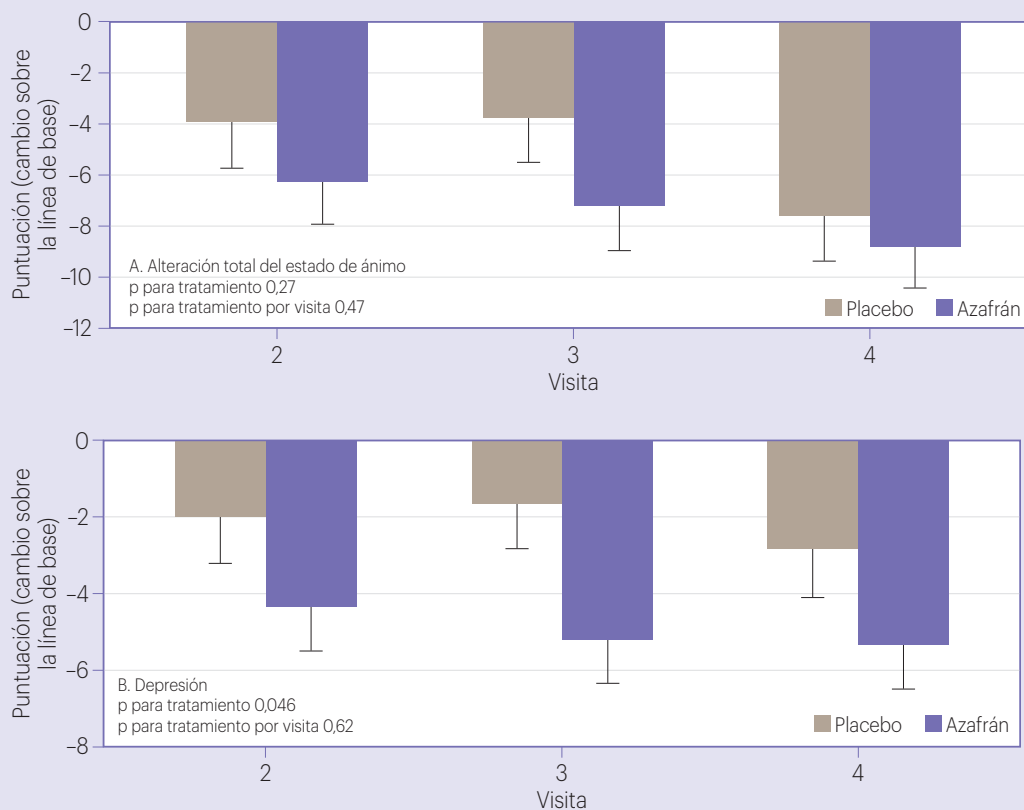 Puntuación (cambio sobre
la línea de base)
0
–2
–4
–6
–8
–10
–12
A. Alteración total del estado de ánimo
p para tratamiento 0,27
p para tratamiento por visita 0,47
Placebo Azafrán
2 3 4
Visita
Puntuación (cambio sobre
la línea de base)
0
–2
–4
–6
–8
B. Depresión
p para tratamiento 0,046
p para tratamiento por visita 0,62
Placebo Azafrán
2 3 4
Visita